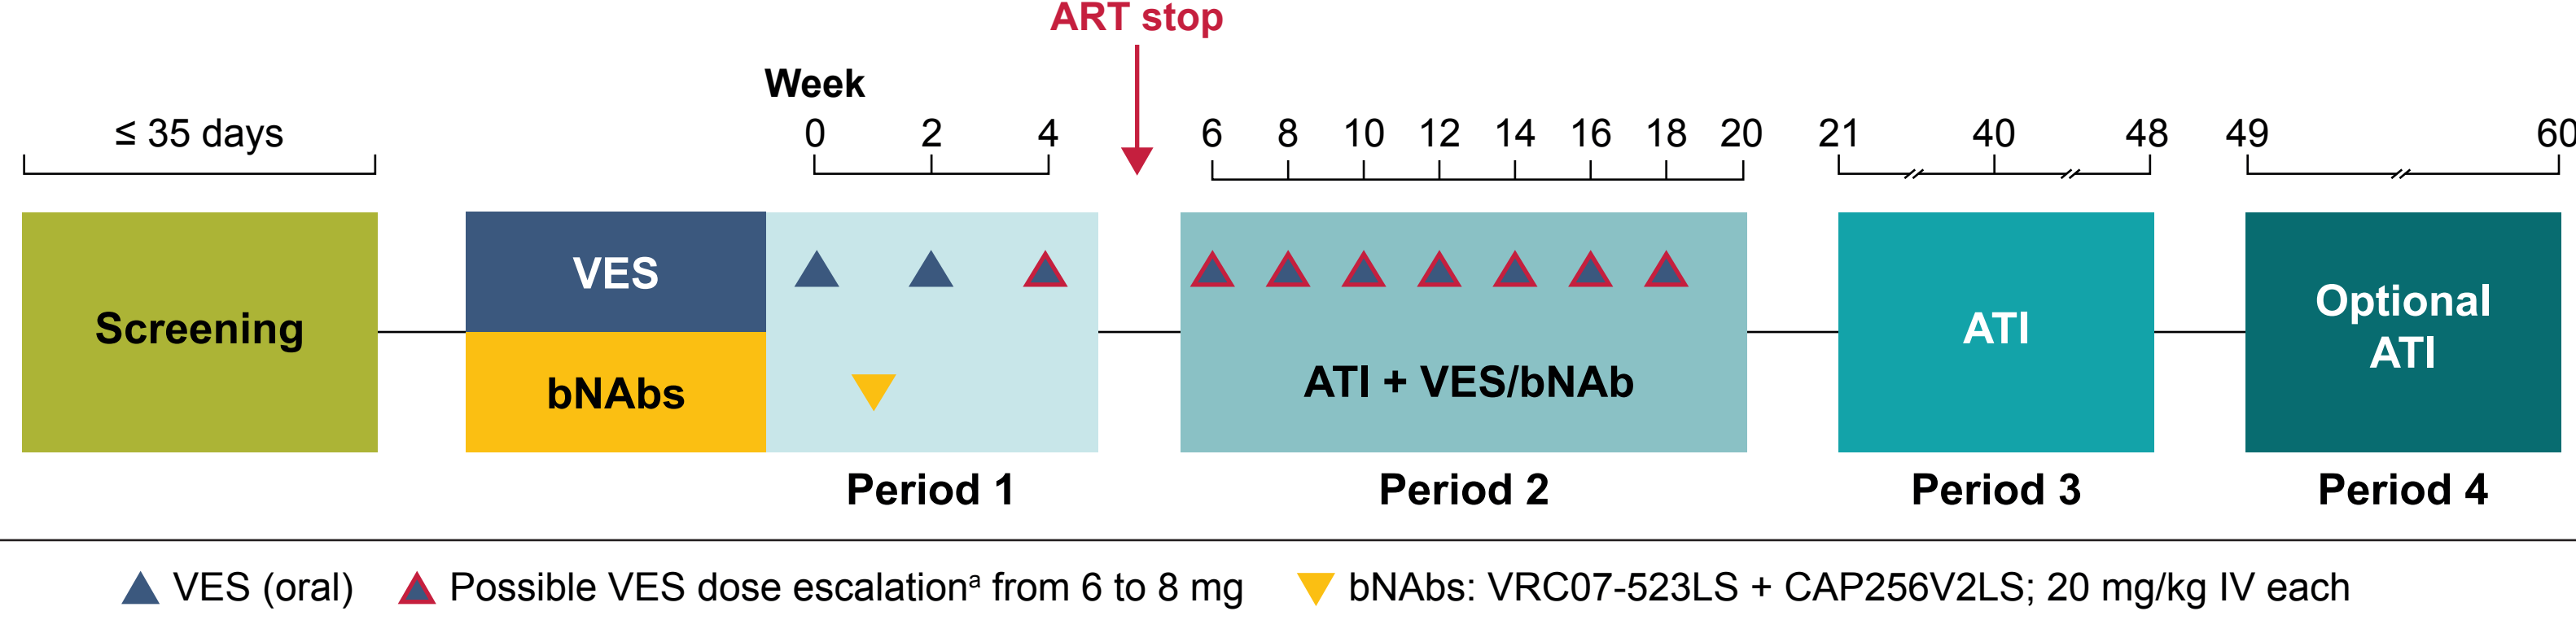 ART stop
Week
≤ 35 days
0 2 4
6 8 10 12 14 16 18 20
21 40 48
49 60
Screening
VES
bNAbs
ATI + VES/bNAb
ATI
Optional
ATI
Period 1
Period 2
Period 3
Period 4
VES (oral)
Possible VES dose escalationᵃ from 6 to 8 mg
bNAbs: VRC07-523LS + CAP256V2LS; 20 mg/kg IV each